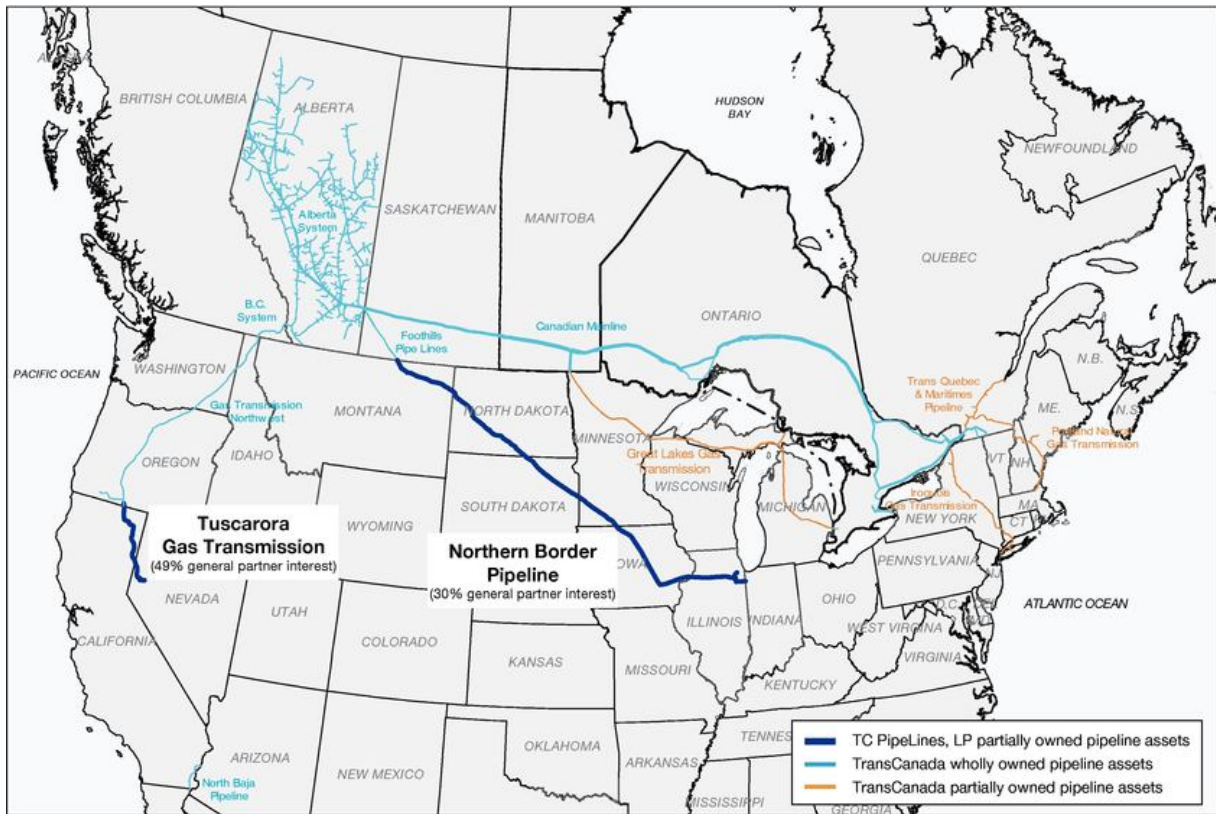 HUDSON
BAY
BRITISH COLUMBIA
ALBERTA
NEWFOUNDLAND
SASKATCHEWAN
MANITOBA
Alberta
System
QUEBEC
B.C.
System
ONTARIO
Canadian Mainline
Foothills
Pipe Lines
N.B.
PACIFIC OCEAN
WASHINGTON
Trans Quebec
& Maritimes
Pipeline
ME.
N.S.
Gas Transmission
Northwest
MONTANA
NORTH DAKOTA
MINNESOTA
Great Lakes Gas
Transmission
Portland Natural
Gas Transmission
VT
NH
OREGON
IDAHO
WISCONSIN
Iroquois
Gas Transmission
SOUTH DAKOTA
MICHIGAN
NEW YORK
MA
CT
WYOMING
Tuscarora
Gas Transmission
(49% general partner interest)
Northern Border
Pipeline
(30% general partner interest)
PENNSYLVANIA
NJ
NEVADA
OHIO
ATLANTIC OCEAN
UTAH
ILLINOIS
INDIANA
WEST VIRGINA
CALIFORNIA
COLORADO
KANSAS
MISSOURI
VIRGINIA
KENTUCKY
ARIZONA
NEW MEXICO
OKLAHOMA
ARKANSAS
North Baja
Pipeline
TC PipeLines, LP partially owned pipeline assets
TransCanada wholly owned pipeline assets
TransCanada partially owned pipeline assets
MISSISSIPPI
GEORGIA